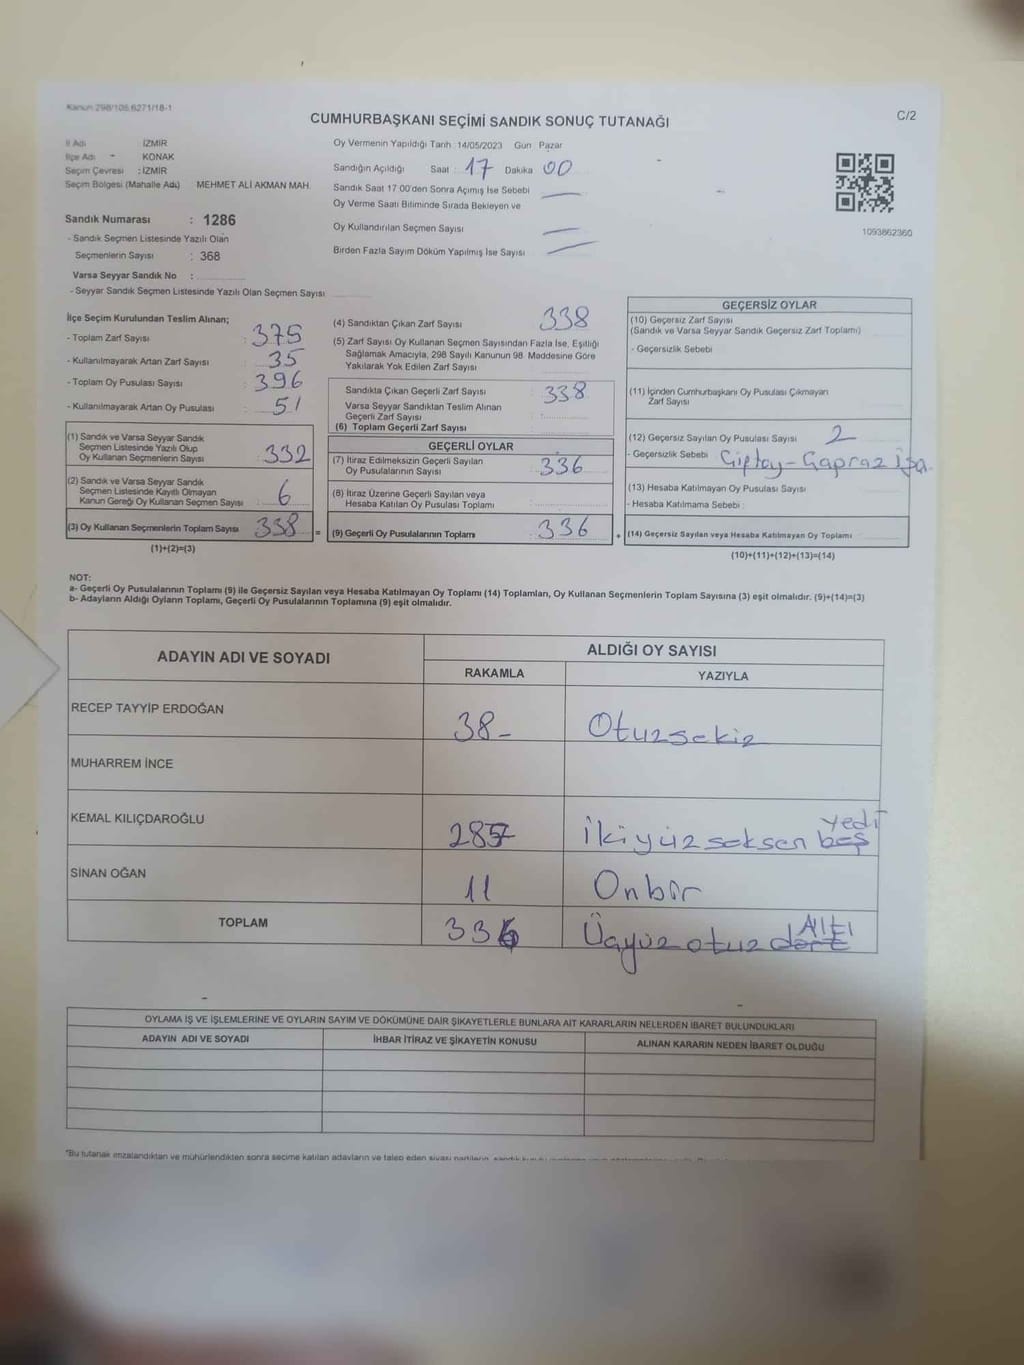 Kanun 298/105.6271/18-1
C/2
CUMHURBAŞKANI SEÇİMİ SANDIK SONUÇ TUTANAĞI
İl Adı İZMİR
İlçe Adı - KONAK
Seçim Çevresi : İZMİR
Seçim Bölgesi (Mahalle Adı) MEHMET ALİ AKMAN MAH.
Sandık Numarası : 1286
- Sandık Seçmen Listesinde Yazılı Olan
Seçmenlerin Sayısı : 368
Varsa Seyyar Sandık No :
- Seyyar Sandık Seçmen Listesinde Yazılı Olan Seçmen Sayısı
Oy Vermenin Yapıldığı Tarih 14/05/2023 Gün Pazar
Sandığın Açıldığı Saat : 17 Dakika 00
Sandık Saat 17 00'den Sonra Açımış İse Sebebi
Oy Verme Saati Bitiminde Sırada Bekleyen ve
Oy Kullandırılan Seçmen Sayısı
Birden Fazla Sayım Döküm Yapılmış İse Sayısı
1093862360
İlçe Seçim Kurulundan Teslim Alınan;
- Toplam Zarf Sayısı : 375
- Kullanılmayarak Artan Zarf Sayısı : 35
- Toplam Oy Pusulası Sayısı : 396
- Kullanılmayarak Artan Oy Pusulası : 51
(1) Sandık ve Varsa Seyyar Sandık
Seçmen Listesinde Yazılı Olup
Oy Kullanan Seçmenlerin Sayısı : 332
(2) Sandık ve Varsa Seyyar Sandık
Seçmen Listesinde Kayıtlı Olmayan
Kanun Gereği Oy Kullanan Seçmen Sayısı : 6
(3) Oy Kullanan Seçmenlerin Toplam Sayısı : 338 =
(1)+(2)=(3)
(4) Sandıktan Çıkan Zarf Sayısı 338
(5) Zarf Sayısı Oy Kullanan Seçmen Sayısından Fazla İse, Eşitliği
Sağlamak Amacıyla, 298 Sayılı Kanunun 98. Maddesine Göre
Yakılarak Yok Edilen Zarf Sayısı
Sandıkta Çıkan Geçerli Zarf Sayısı : 338
Varsa Seyyar Sandıktan Teslim Alınan
Geçerli Zarf Sayısı
(6) Toplam Geçerli Zarf Sayısı
GEÇERLİ OYLAR
(7) İtiraz Edilmeksizin Geçerli Sayılan
Oy Pusulalarının Sayısı 336
(8) İtiraz Üzerine Geçerli Sayılan veya
Hesaba Katılan Oy Pusulası Toplamı
(9) Geçerli Oy Pusulalarının Toplamı 336 +
GEÇERSİZ OYLAR
(10) Geçersiz Zarf Sayısı
(Sandık ve Varsa Seyyar Sandık Geçersiz Zarf Toplamı)
- Geçersizlik Sebebi
(11) İçinden Cumhurbaşkanı Oy Pusulası Çıkmayan
Zarf Sayısı
(12) Geçersiz Sayılan Oy Pusulası Sayısı 2
- Geçersizlik Sebebi
(13) Hesaba Katılmayan Oy Pusulası Sayısı
- Hesaba Katılmama Sebebi :
(14) Geçersiz Sayılan veya Hesaba Katılmayan Oy Toplamı
(10)+(11)+(12)+(13)=(14)
NOT:
a- Geçerli Oy Pusulalarının Toplamı (9) ile Geçersiz Sayılan veya Hesaba Katılmayan Oy Toplamı (14) Toplamları, Oy Kullanan Seçmenlerin Toplam Sayısına (3) eşit olmalıdır. (9)+(14)=(3)
b- Adayların Aldığı Oyların Toplamı, Geçerli Oy Pusulalarının Toplamına (9) eşit olmalıdır.
ADAYIN ADI VE SOYADI
ALDIĞI OY SAYISI
RAKAMLA YAZIYLA
RECEP TAYYİP ERDOĞAN 38- Otuzsekiz
MUHARREM İNCE
KEMAL KILIÇDAROĞLU 287 İkiyüzseksen beş yedi
SİNAN OĞAN 11 Onbir
TOPLAM 336 Üçyüzotuz dört Altı
OYLAMA İŞ VE İŞLEMLERİNE VE OYLARIN SAYIM VE DÖKÜMÜNE DAİR ŞİKAYETLERLE BUNLARA AİT KARARLARIN NELERDEN İBARET BULUNDUKLARI
ADAYIN ADI VE SOYADI İHBAR İTİRAZ VE ŞİKAYETİN KONUSU ALINAN KARARIN NEDEN İBARET OLDUĞU
*Bu tutanak imzalandıktan ve mühürlendikten sonra seçime katılan adayların ve talep eden siyasi partilerin,